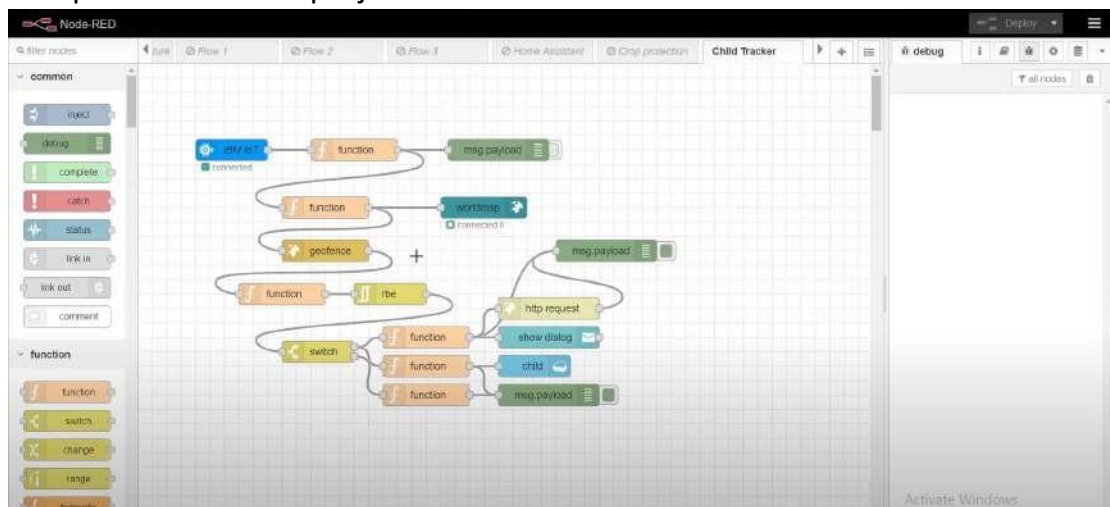 Node-RED
Deploy
filter nodes
Flow 1
Flow 2
Flow 3
Home Assistant
Crop protection
Child Tracker
debug
all nodes
common
inject
debug
complete
catch
status
link in
link out
comment
function
function
switch
change
range
IBM IoT
connected
function
msg.payload
function
worldmap
geofence
msg.payload
function
rbe
http request
switch
function
show dialog
function
child
function
msg.payload
Activate Windows